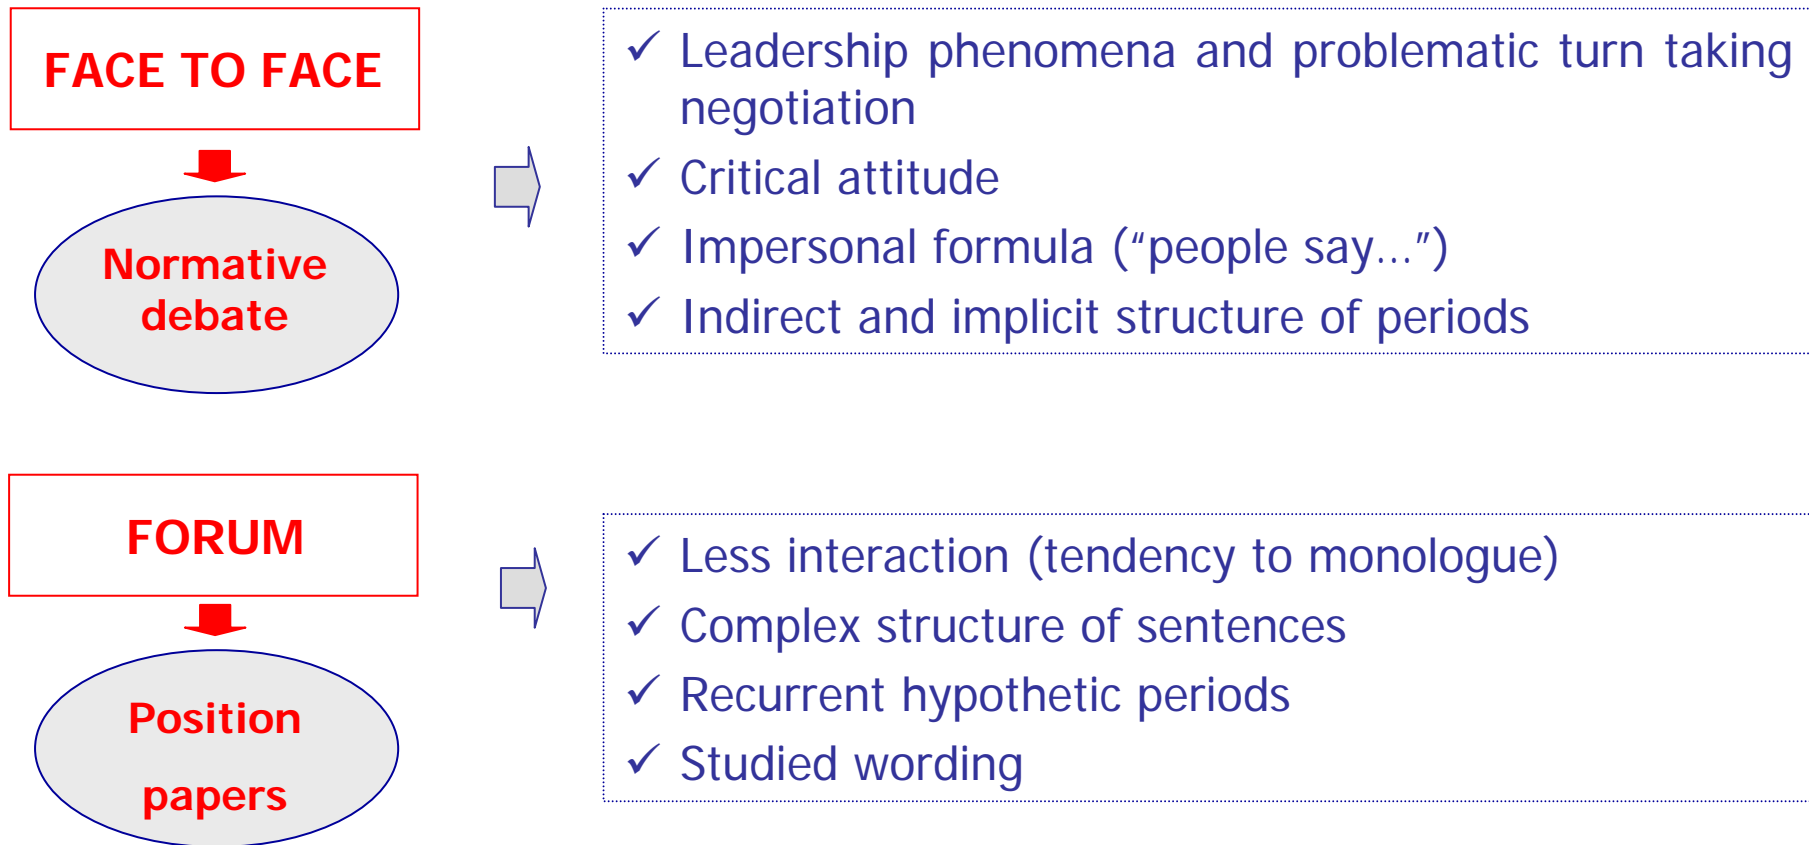 FACE TO FACE
Normative
debate
✓ Leadership phenomena and problematic turn taking
negotiation
✓ Critical attitude
✓ Impersonal formula (“people say...”)
✓ Indirect and implicit structure of periods
FORUM
Position
papers
✓ Less interaction (tendency to monologue)
✓ Complex structure of sentences
✓ Recurrent hypothetic periods
✓ Studied wording